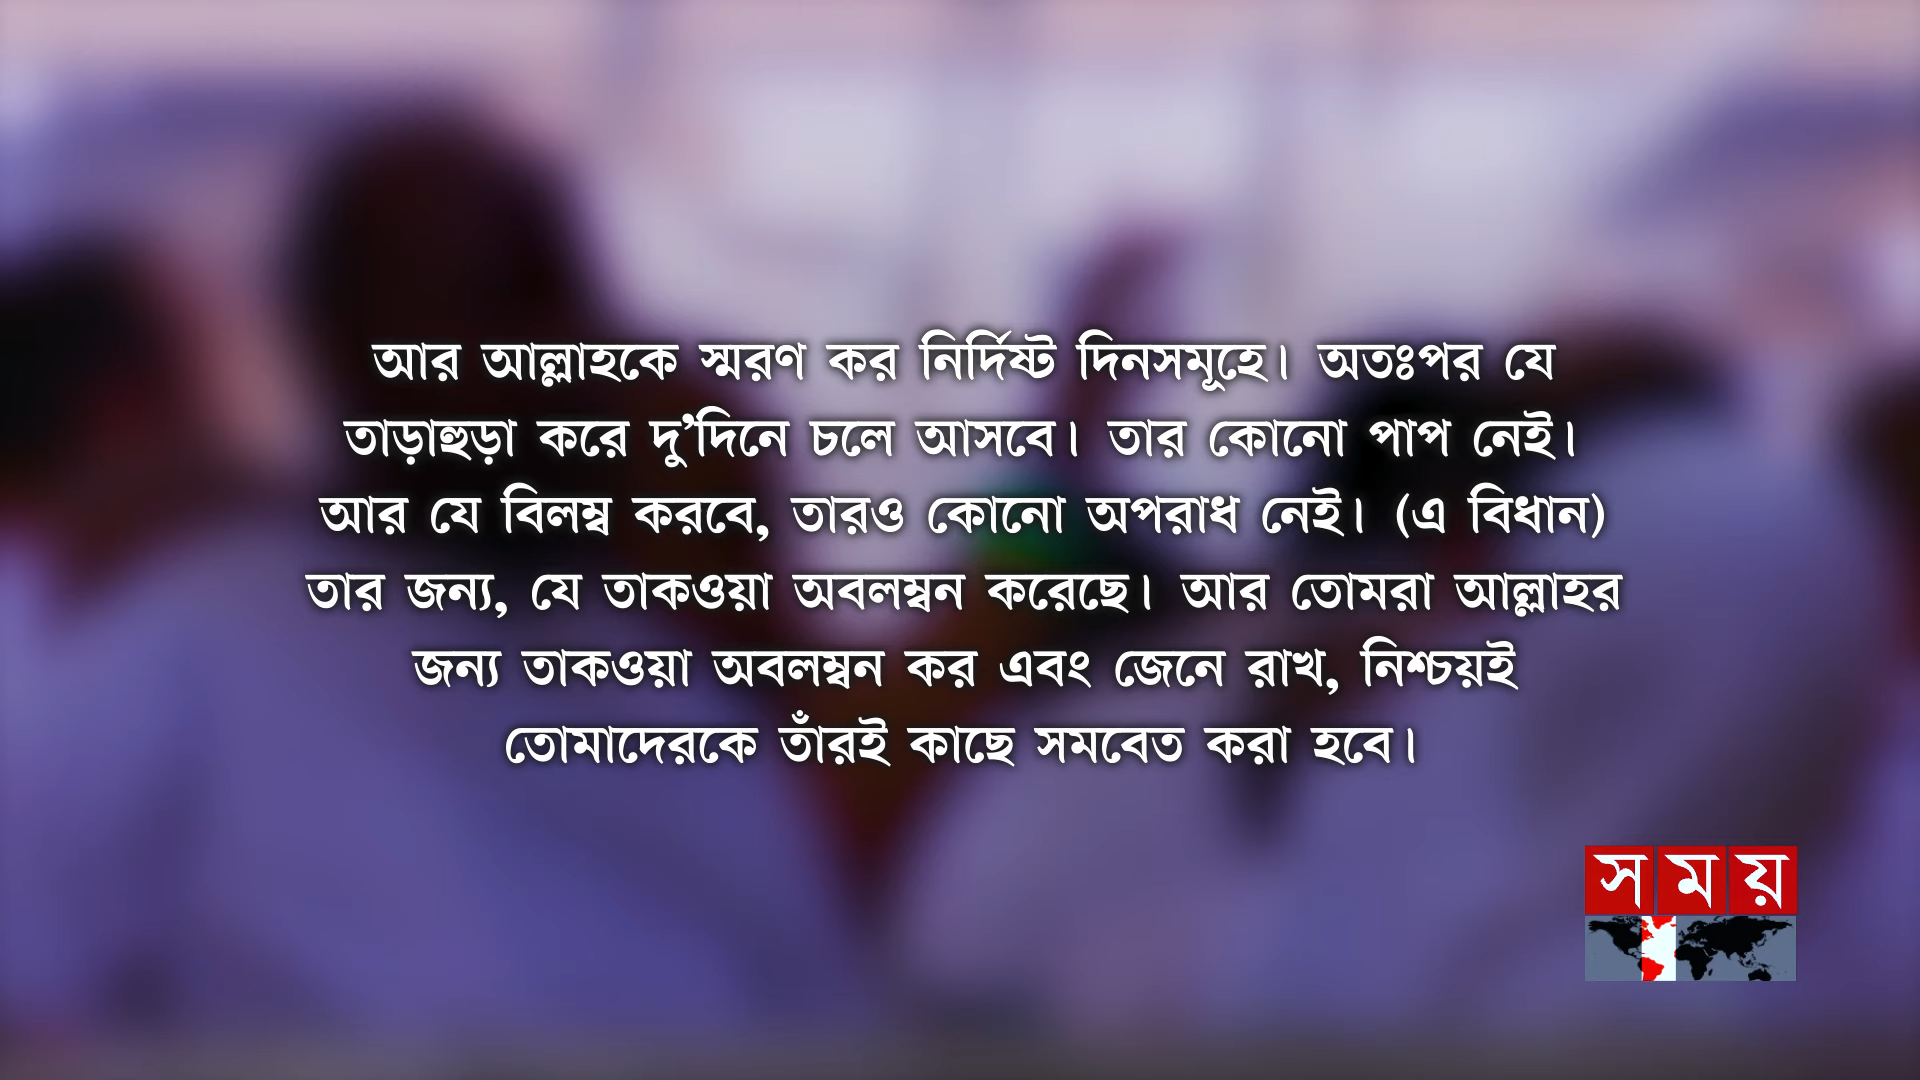 আর আল্লাহকে স্মরণ কর নির্দিষ্ট দিনসমূহে। অতঃপর যে
তাড়াহুড়া করে দু’দিনে চলে আসবে। তার কোনো পাপ নেই।
আর যে বিলম্ব করবে, তারও কোনো অপরাধ নেই। (এ বিধান)
তার জন্য, যে তাকওয়া অবলম্বন করেছে। আর তোমরা আল্লাহর
জন্য তাকওয়া অবলম্বন কর এবং জেনে রাখ, নিশ্চয়ই
তোমাদেরকে তাঁরই কাছে সমবেত করা হবে।
সময়